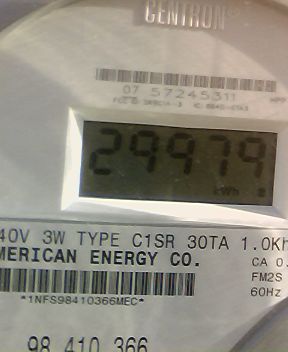 CENTRON
07 57245311
29979
kWh
40V 3W TYPE C1SR 30TA 1.0Kh
MERICAN ENERGY CO.
CA 0.
FM2S
60Hz
*1NFS98410366MEC*
98 410 366